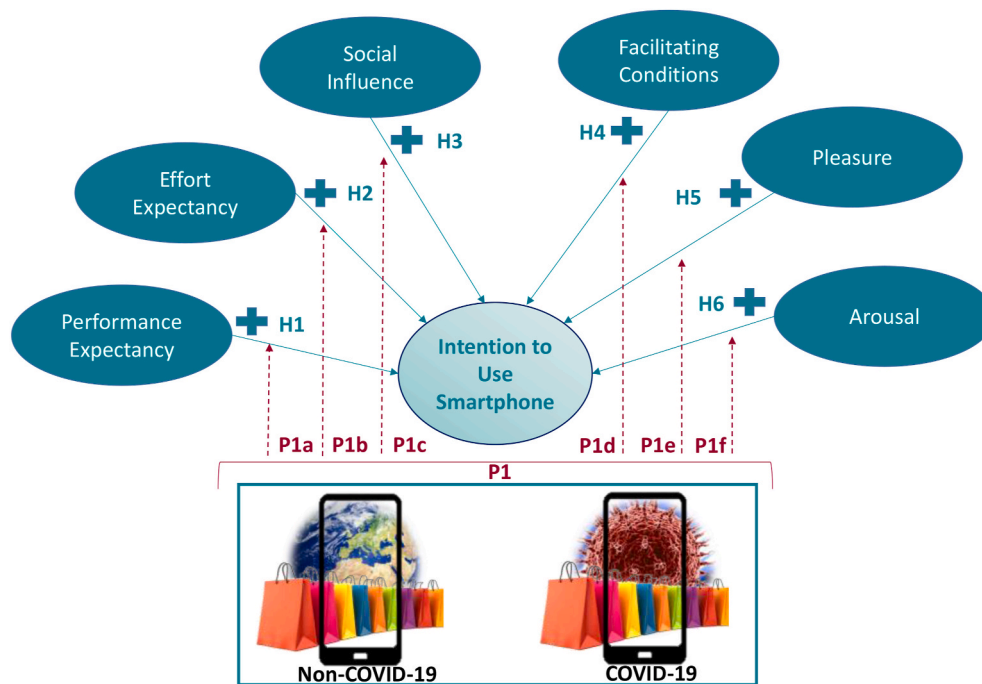 Social
Influence
Facilitating
Conditions
H3
H4
Effort
Expectancy
H2
Pleasure
H5
Performance
Expectancy
H1
Arousal
H6
Intention to
Use
Smartphone
P1a
P1b
P1c
P1d
P1e
P1f
P1
Non-COVID-19
COVID-19